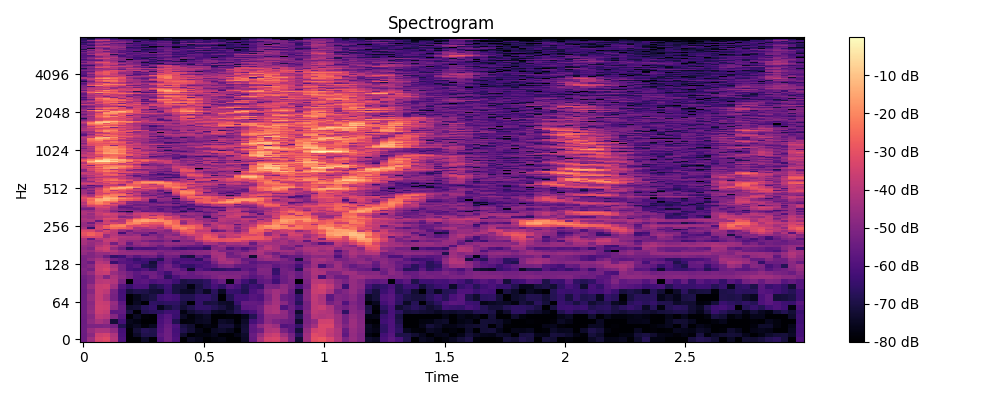 Spectrogram
Hz
4096
2048
1024
512
256
128
64
0
0
0.5
1
1.5
2
2.5
Time
-10 dB
-20 dB
-30 dB
-40 dB
-50 dB
-60 dB
-70 dB
-80 dB